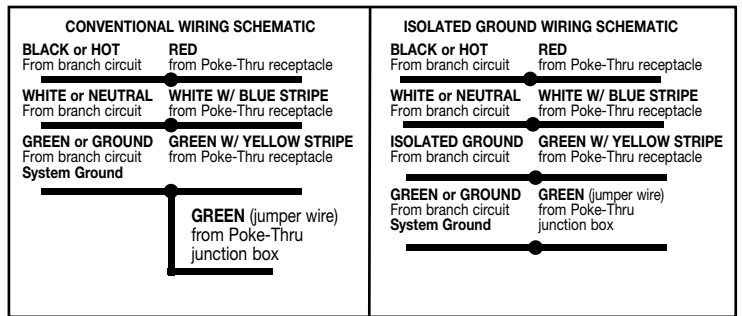 CONVENTIONAL WIRING SCHEMATIC
BLACK or HOT
From branch circuit
RED
from Poke-Thru receptacle
WHITE or NEUTRAL
From branch circuit
WHITE W/ BLUE STRIPE
from Poke-Thru receptacle
GREEN or GROUND
From branch circuit
System Ground
GREEN W/ YELLOW STRIPE
from Poke-Thru receptacle
GREEN (jumper wire)
from Poke-Thru
junction box
ISOLATED GROUND WIRING SCHEMATIC
BLACK or HOT
From branch circuit
RED
from Poke-Thru receptacle
WHITE or NEUTRAL
From branch circuit
WHITE W/ BLUE STRIPE
from Poke-Thru receptacle
ISOLATED GROUND
From branch circuit
GREEN W/ YELLOW STRIPE
from Poke-Thru receptacle
GREEN or GROUND
From branch circuit
System Ground
GREEN (jumper wire)
from Poke-Thru
junction box